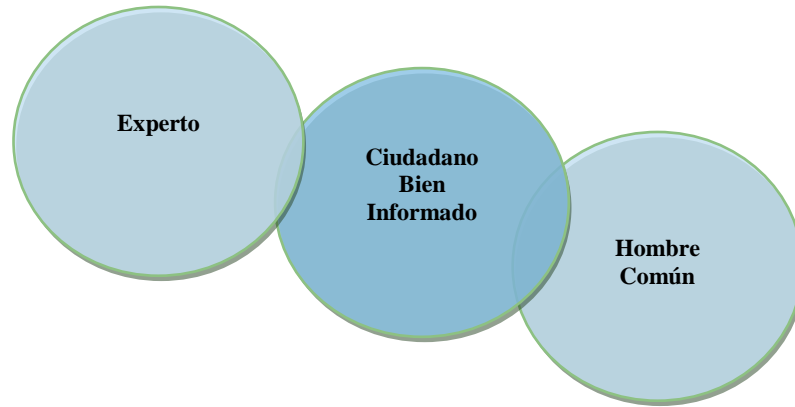 Experto
Ciudadano
Bien
Informado
Hombre
Común